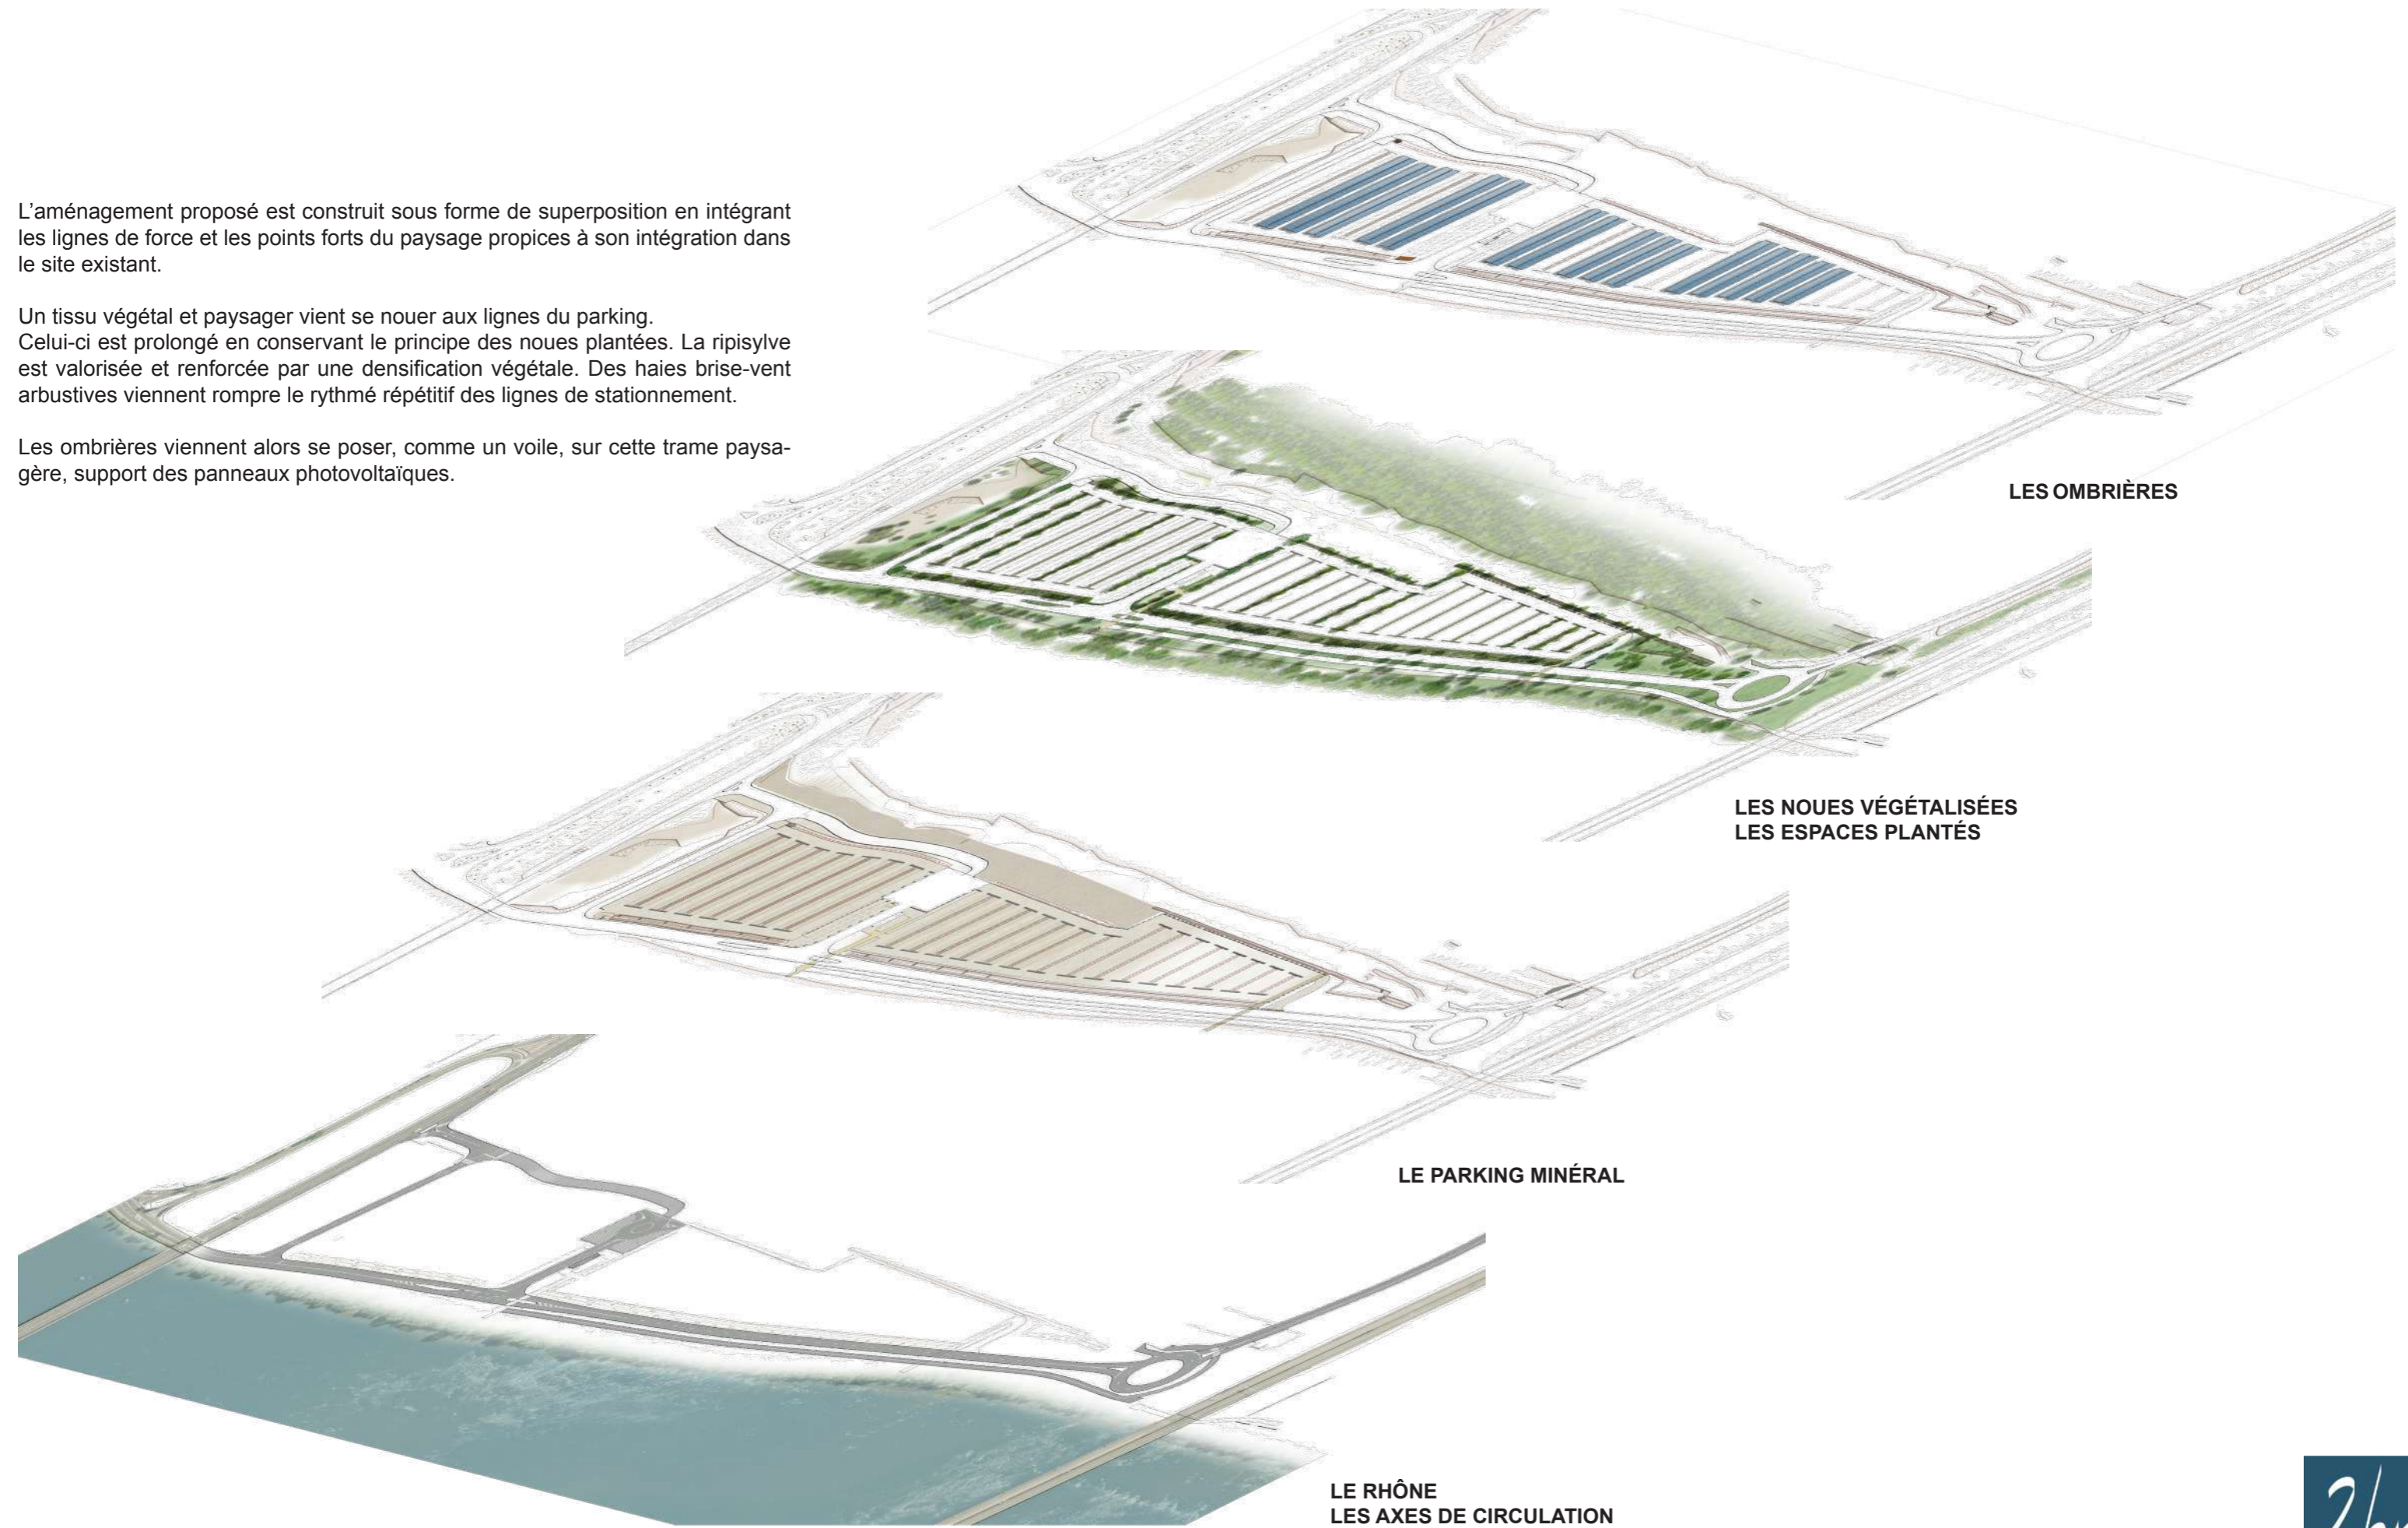 L'aménagement proposé est construit sous forme de superposition en intégrant
les lignes de force et les points forts du paysage propices à son intégration dans
le site existant.
Un tissu végétal et paysager vient se nouer aux lignes du parking.
Celui-ci est prolongé en conservant le principe des noues plantées. La ripisylve
est valorisée et renforcée par une densification végétale. Des haies brise-vent
arbustives viennent rompre le rythmé répétitif des lignes de stationnement.
Les ombrières viennent alors se poser, comme un voile, sur cette trame paysa-
gère, support des panneaux photovoltaïques.
LES OMBRIÈRES
LES NOUES VÉGÉTALISÉES
LES ESPACES PLANTÉS
LE PARKING MINÉRAL
LE RHÔNE
LES AXES DE CIRCULATION